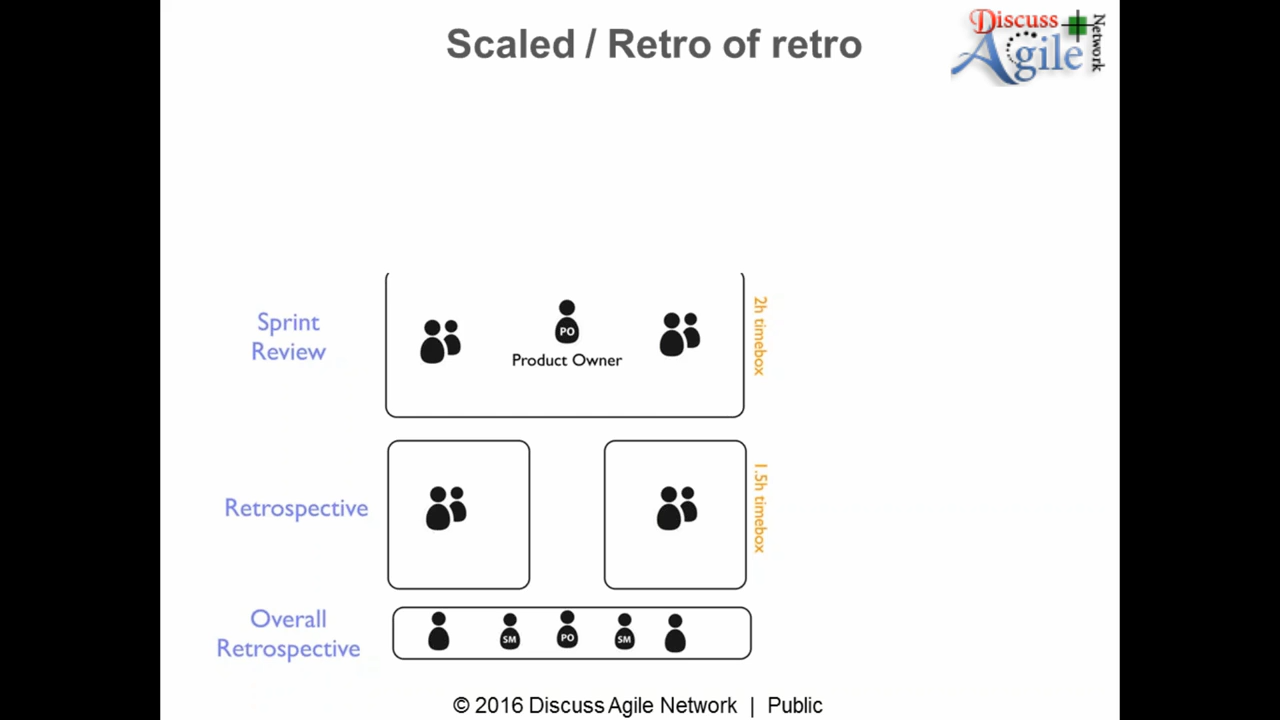 Scaled / Retro of retro
Discuss
Agile
Network
Sprint
Review
PO
Product Owner
2h timebox
Retrospective
1.5h timebox
Overall
Retrospective
SM
PO
SM
© 2016 Discuss Agile Network | Public